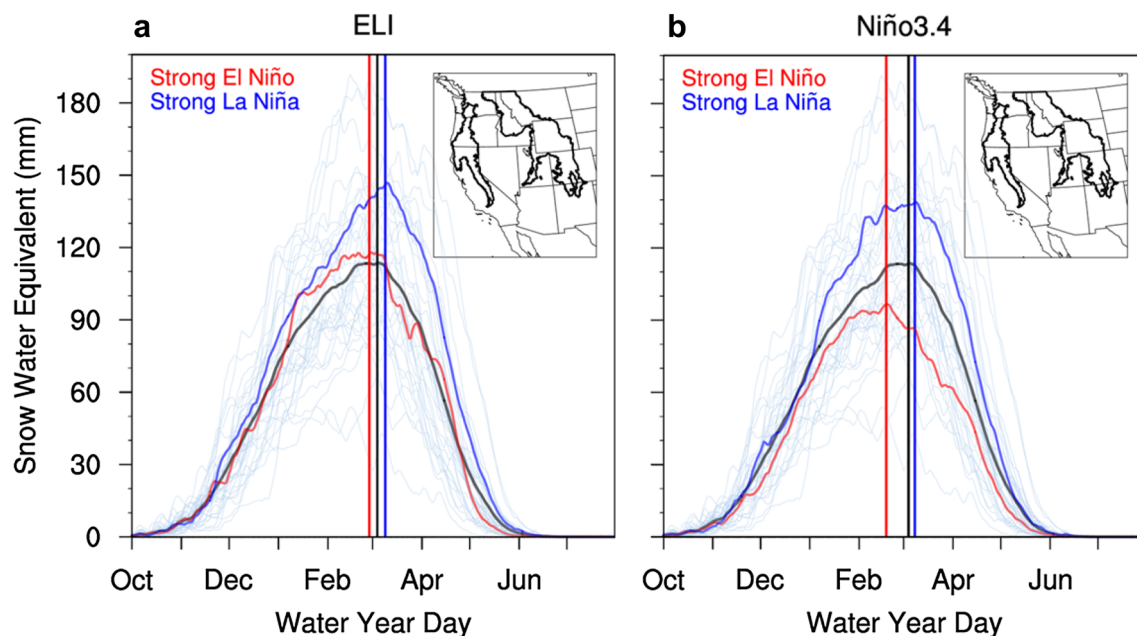 a
ELI
Strong El Niño
Strong La Niña
Snow Water Equivalent (mm)
180
150
120
90
60
30
0
Oct Dec Feb Apr Jun
Water Year Day
b
Niño3.4
Strong El Niño
Strong La Niña
Oct Dec Feb Apr Jun
Water Year Day